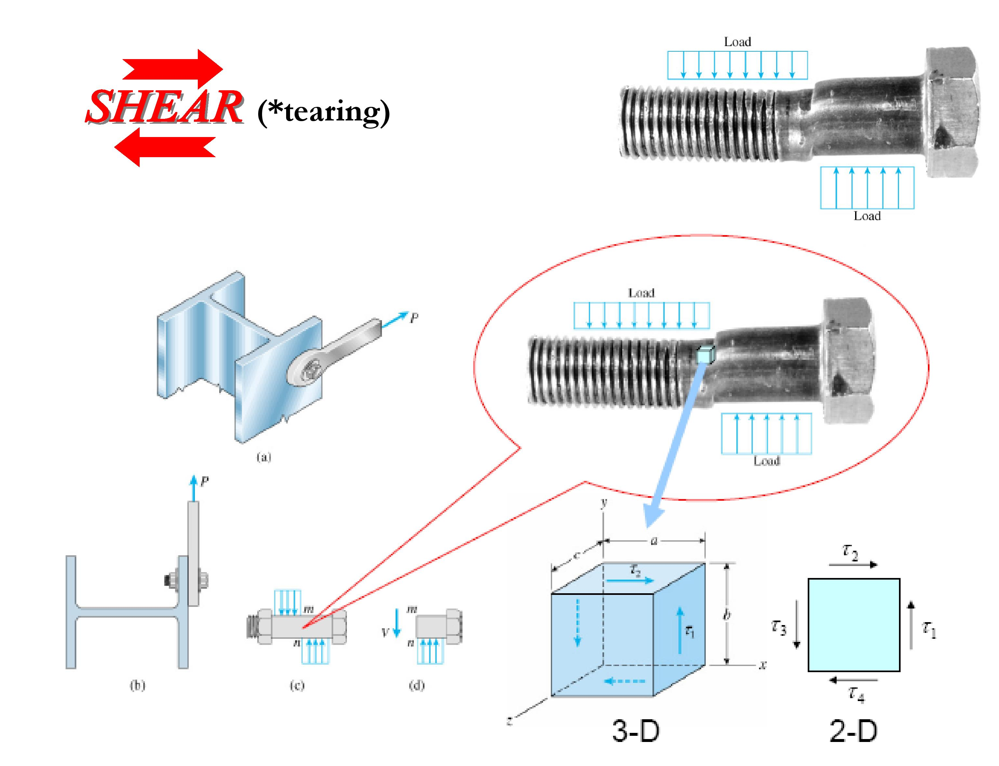 Load
SHEAR (*tearing)
Load
Load
P
(a)
Load
P
y
a
c
τ2
τ2
m
m
b
τ3
τ1
τ1
V
n
n
x
τ4
(b)
(c)
(d)
z
3-D
2-D